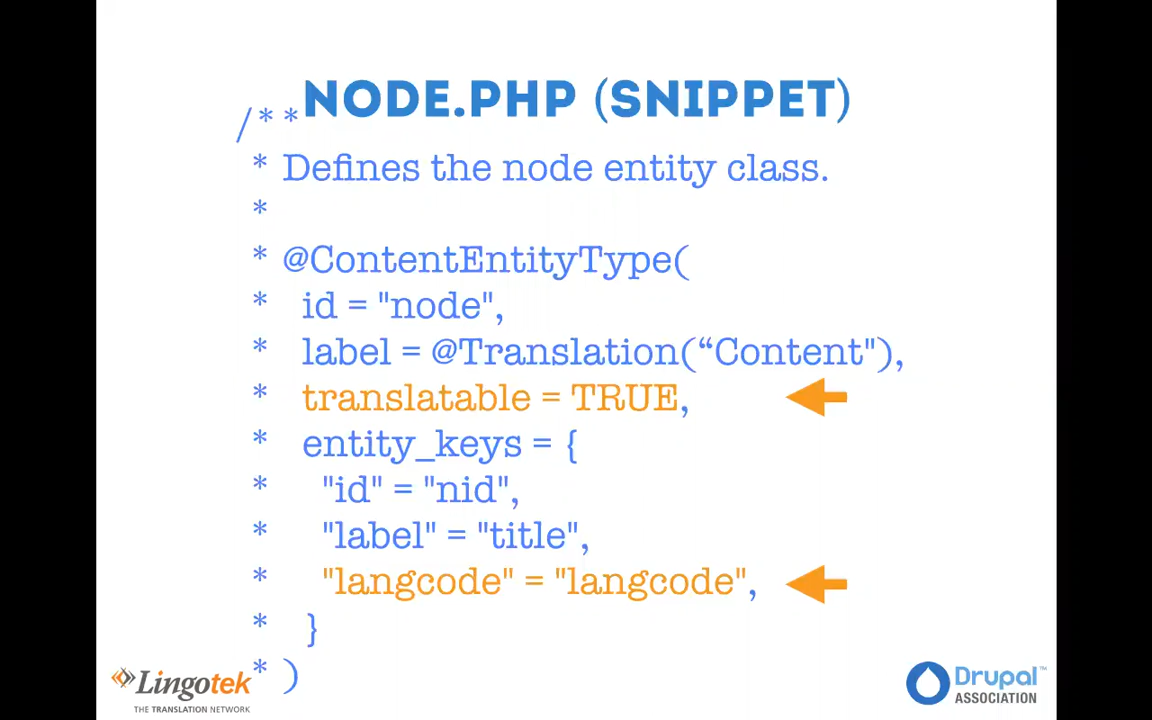 NODE.PHP (SNIPPET)
/**
* Defines the node entity class.
*
* @ContentEntityType(
* id = "node",
* label = @Translation(“Content"),
* translatable = TRUE,
* entity_keys = {
* "id" = "nid",
* "label" = "title",
* "langcode" = "langcode",
* }
* )
Lingotek
THE TRANSLATION NETWORK
Drupal™
ASSOCIATION